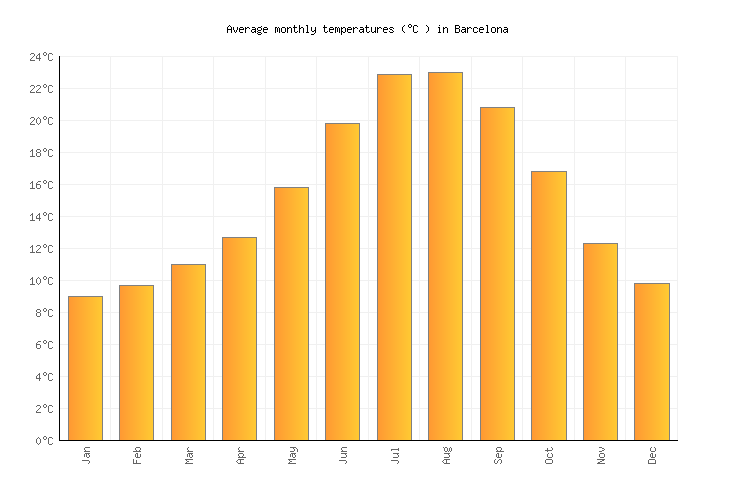 Average monthly temperatures (°C ) in Barcelona
24°C
22°C
20°C
18°C
16°C
14°C
12°C
10°C
8°C
6°C
4°C
2°C
0°C
Jan
Feb
Mar
Apr
May
Jun
Jul
Aug
Sep
Oct
Nov
Dec